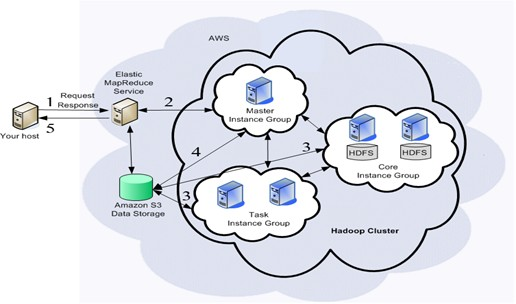 AWS
Elastic
MapReduce
Service
1
Request
Response
5
Your host
2
Master
Instance Group
4
3
HDFS
HDFS
Core
Instance Group
3
Amazon S3
Data Storage
Task
Instance Group
Hadoop Cluster